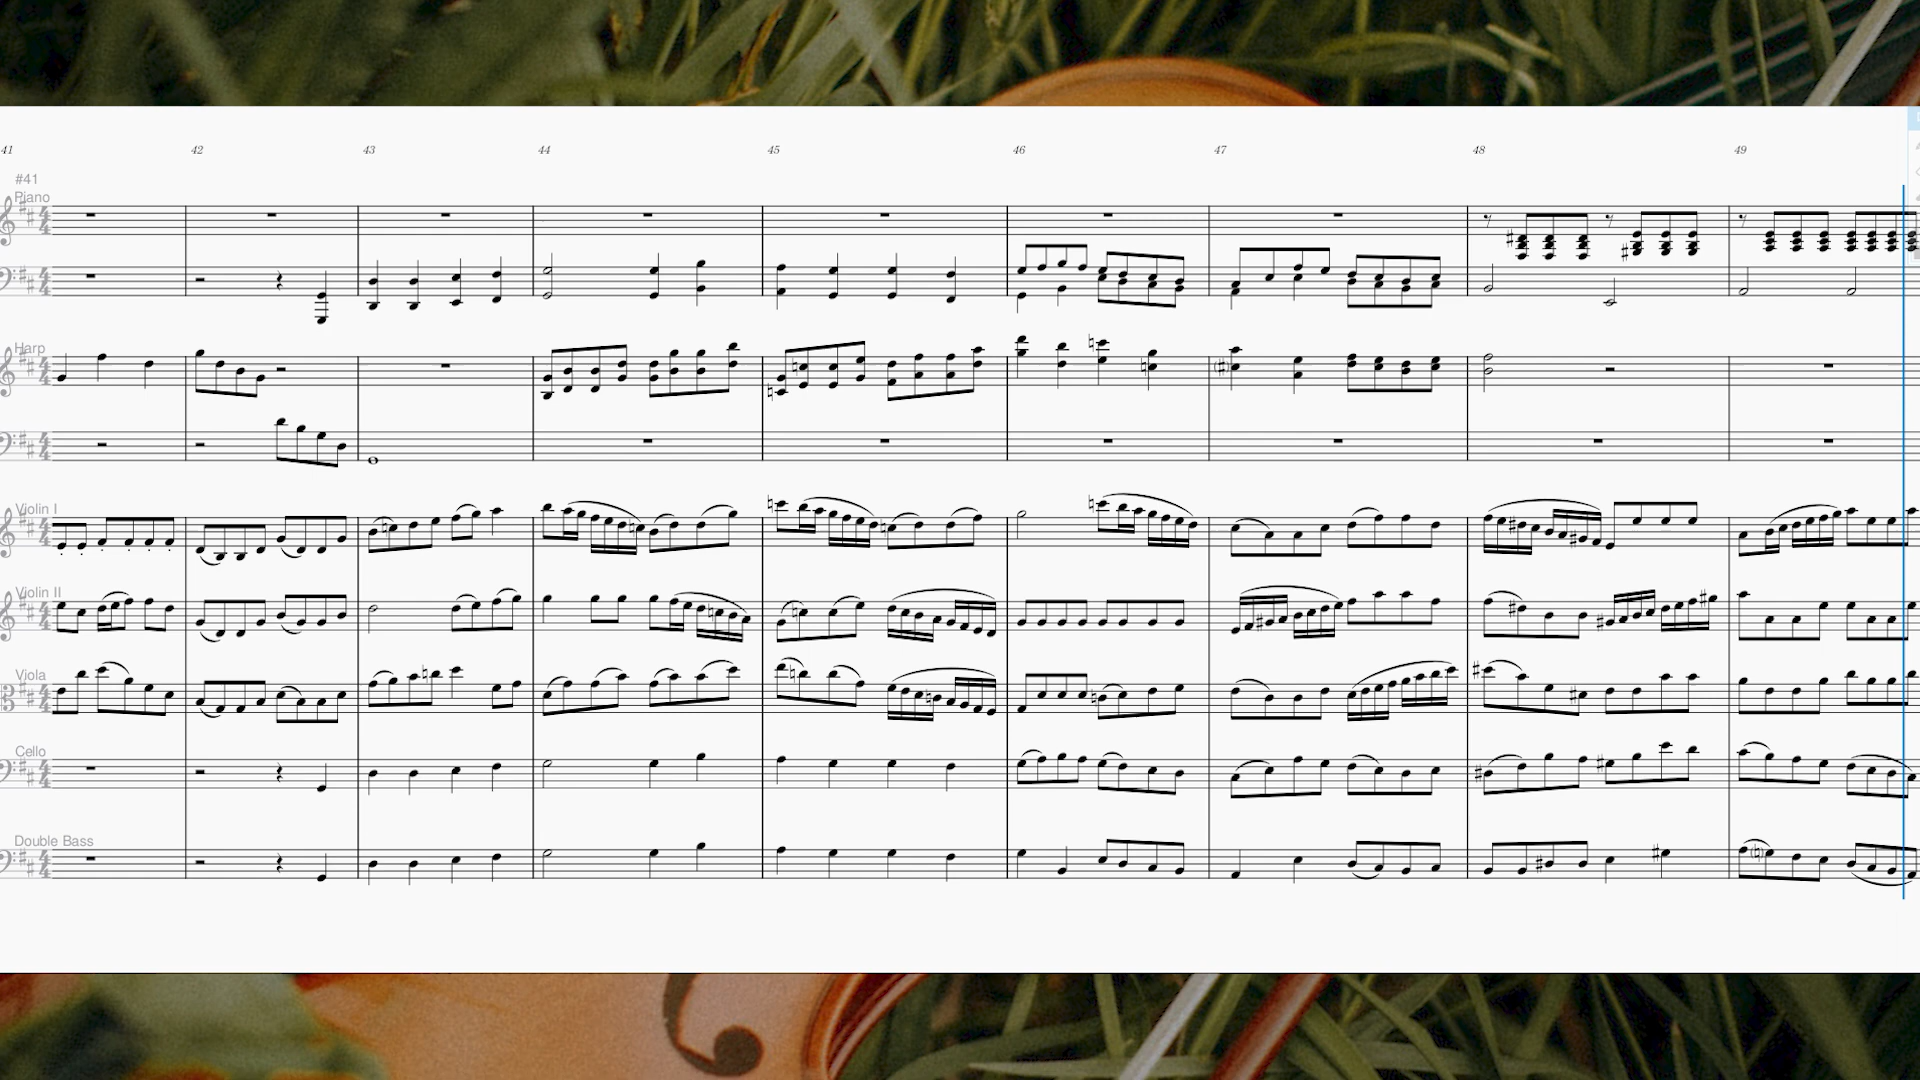 41 42 43 44 45 46 47 48 49
#41
Piano
Harp
Violin I
Violin II
Viola
Cello
Double Bass